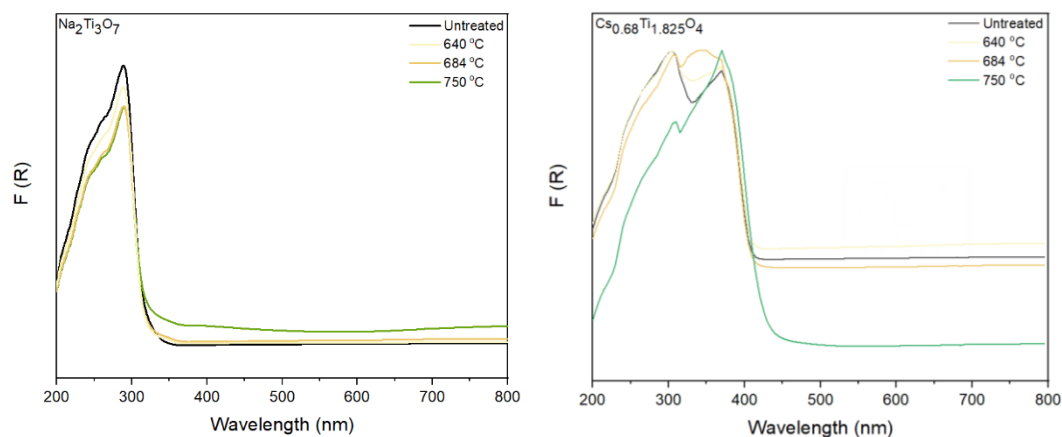 Na2Ti3O7
Untreated
640 °C
684 °C
750 °C
F (R)
200 300 400 500 600 700 800
Wavelength (nm)
Cs0.68Ti1.825O4
Untreated
640 °C
684 °C
750 °C
F (R)
200 300 400 500 600 700 800
Wavelength (nm)